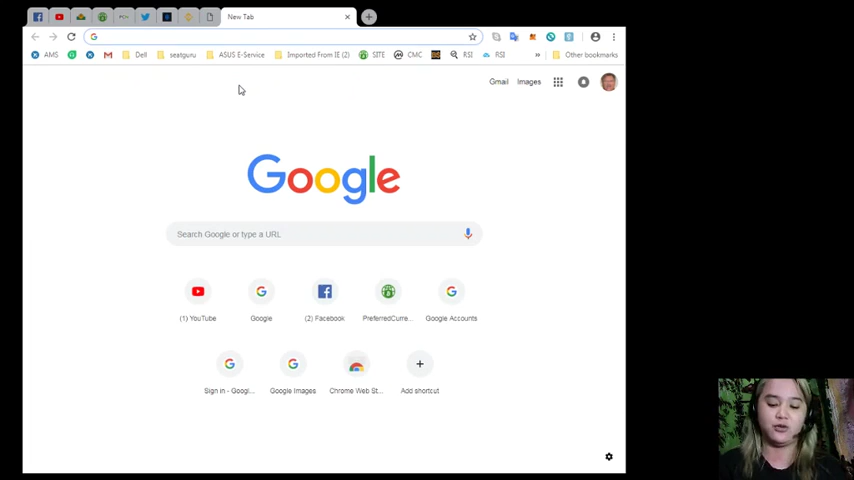 New Tab
AMS Dell seatguru ASUS E-Service Imported From IE (2) SITE CMC RSI RSI » Other bookmarks
Gmail Images
Google
Search Google or type a URL
(1) YouTube Google (2) Facebook PreferredCurre... Google Accounts
Sign in - Googl... Google Images Chrome Web St... Add shortcut